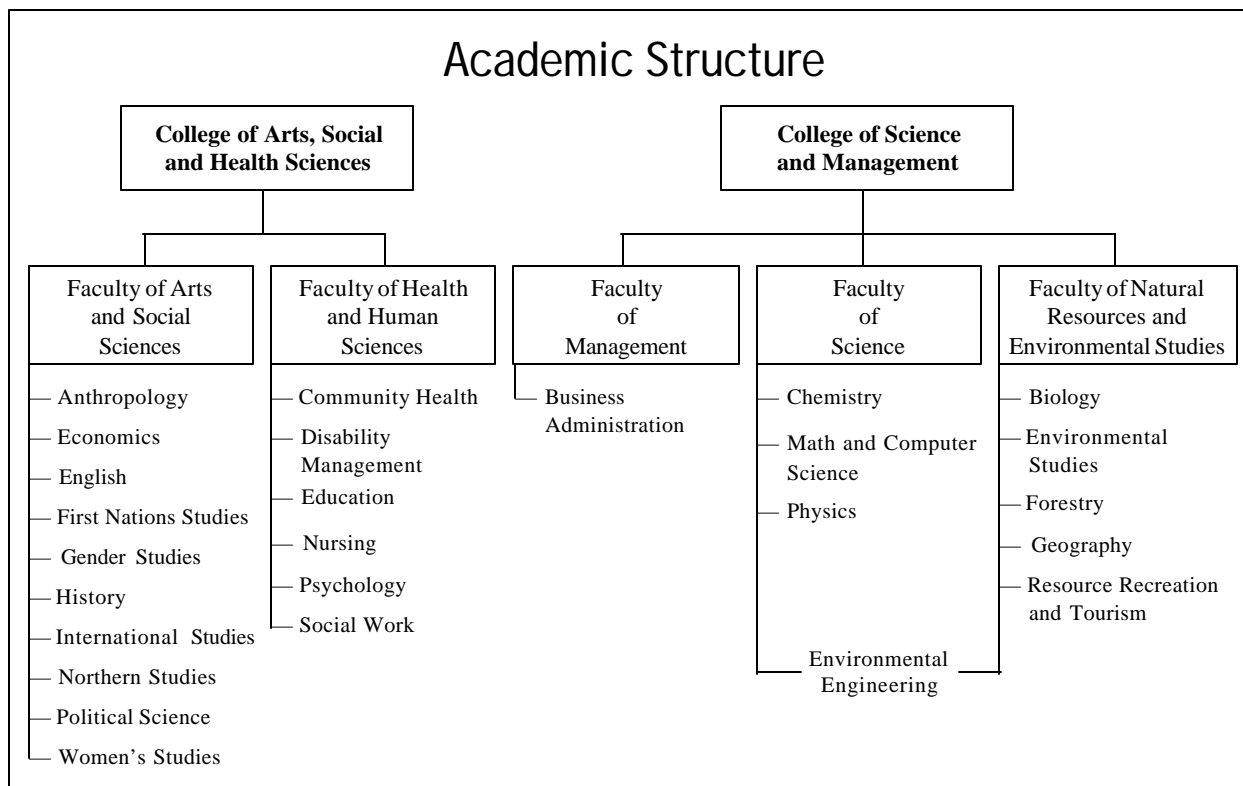 Academic Structure
College of Arts, Social
and Health Sciences
College of Science
and Management
Faculty of Arts
and Social
Sciences
Faculty of Health
and Human
Sciences
Faculty
of
Management
Faculty
of
Science
Faculty of Natural
Resources and
Environmental Studies
Anthropology
Economics
English
First Nations Studies
Gender Studies
History
International Studies
Northern Studies
Political Science
Women’s Studies
Community Health
Disability
Management
Education
Nursing
Psychology
Social Work
Business
Administration
Chemistry
Math and Computer
Science
Physics
Biology
Environmental
Studies
Forestry
Geography
Resource Recreation
and Tourism
Environmental
Engineering